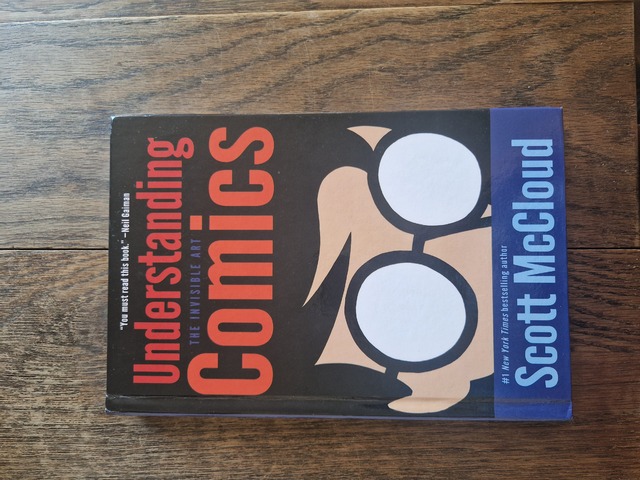 "You must read this book." –Neil Gaiman
Understanding
THE INVISIBLE ART
Comics
#1 New York Times bestselling author
Scott McCloud